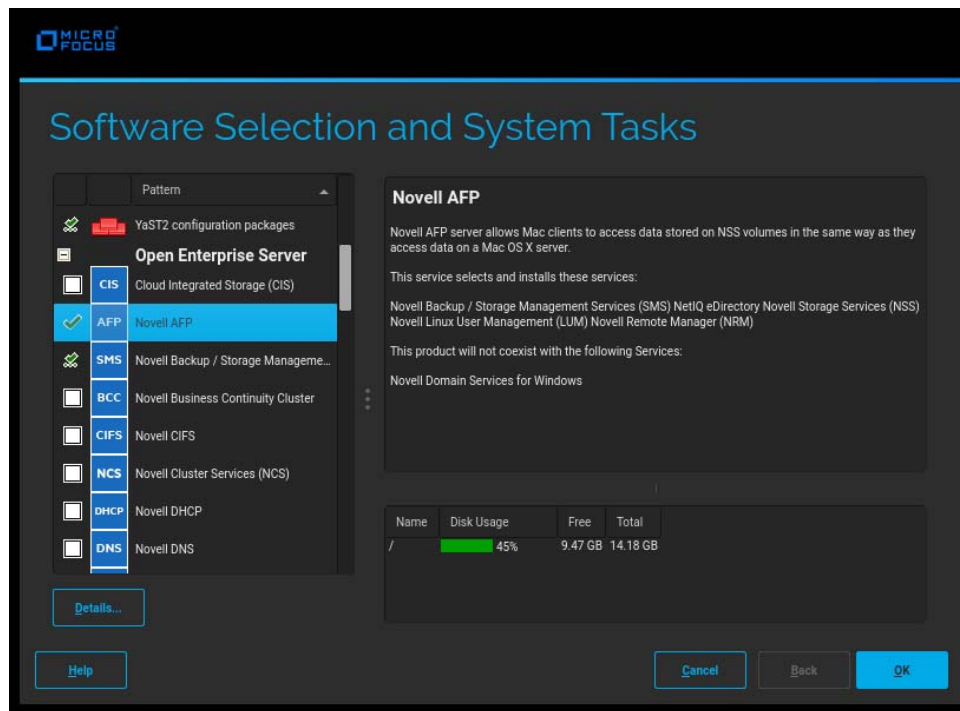 MICRO
FOCUS
Software Selection and System Tasks
Pattern
YaST2 configuration packages
Open Enterprise Server
CIS Cloud Integrated Storage (CIS)
AFP Novell AFP
SMS Novell Backup / Storage Manageme...
BCC Novell Business Continuity Cluster
CIFS Novell CIFS
NCS Novell Cluster Services (NCS)
DHCP Novell DHCP
DNS Novell DNS
Details...
Novell AFP
Novell AFP server allows Mac clients to access data stored on NSS volumes in the same way as they
access data on a Mac OS X server.
This service selects and installs these services:
Novell Backup / Storage Management Services (SMS) NetIQ eDirectory Novell Storage Services (NSS)
Novell Linux User Management (LUM) Novell Remote Manager (NRM)
This product will not coexist with the following Services:
Novell Domain Services for Windows
Name Disk Usage Free Total
/ 45% 9.47 GB 14.18 GB
Help Cancel Back OK